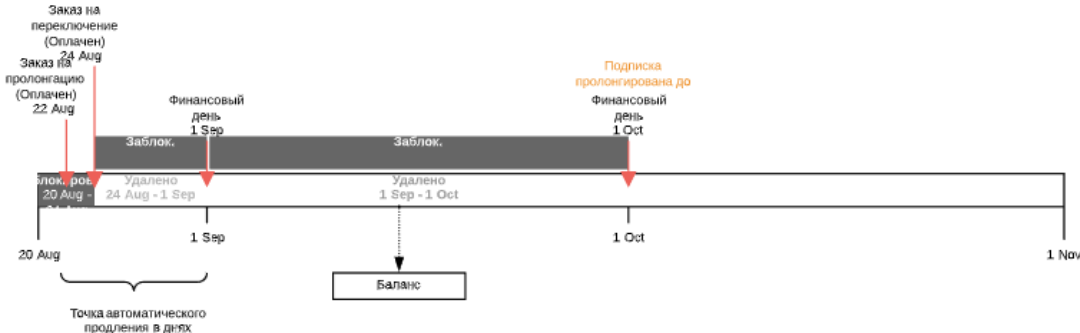 Заказ на
переключение
(Оплачен)
24 Aug
Заказ на
пролонгацию
(Оплачен)
22 Aug
Финансовый
день
1 Sep
Подписка
пролонгирована до
Финансовый
день
1 Oct
Заблок.
Заблок.
20 Aug -
Удалено
24 Aug - 1 Sep
Удалено
1 Sep - 1 Oct
20 Aug
1 Sep
1 Oct
1 Nov
Баланс
Точка автоматического
продления в днях